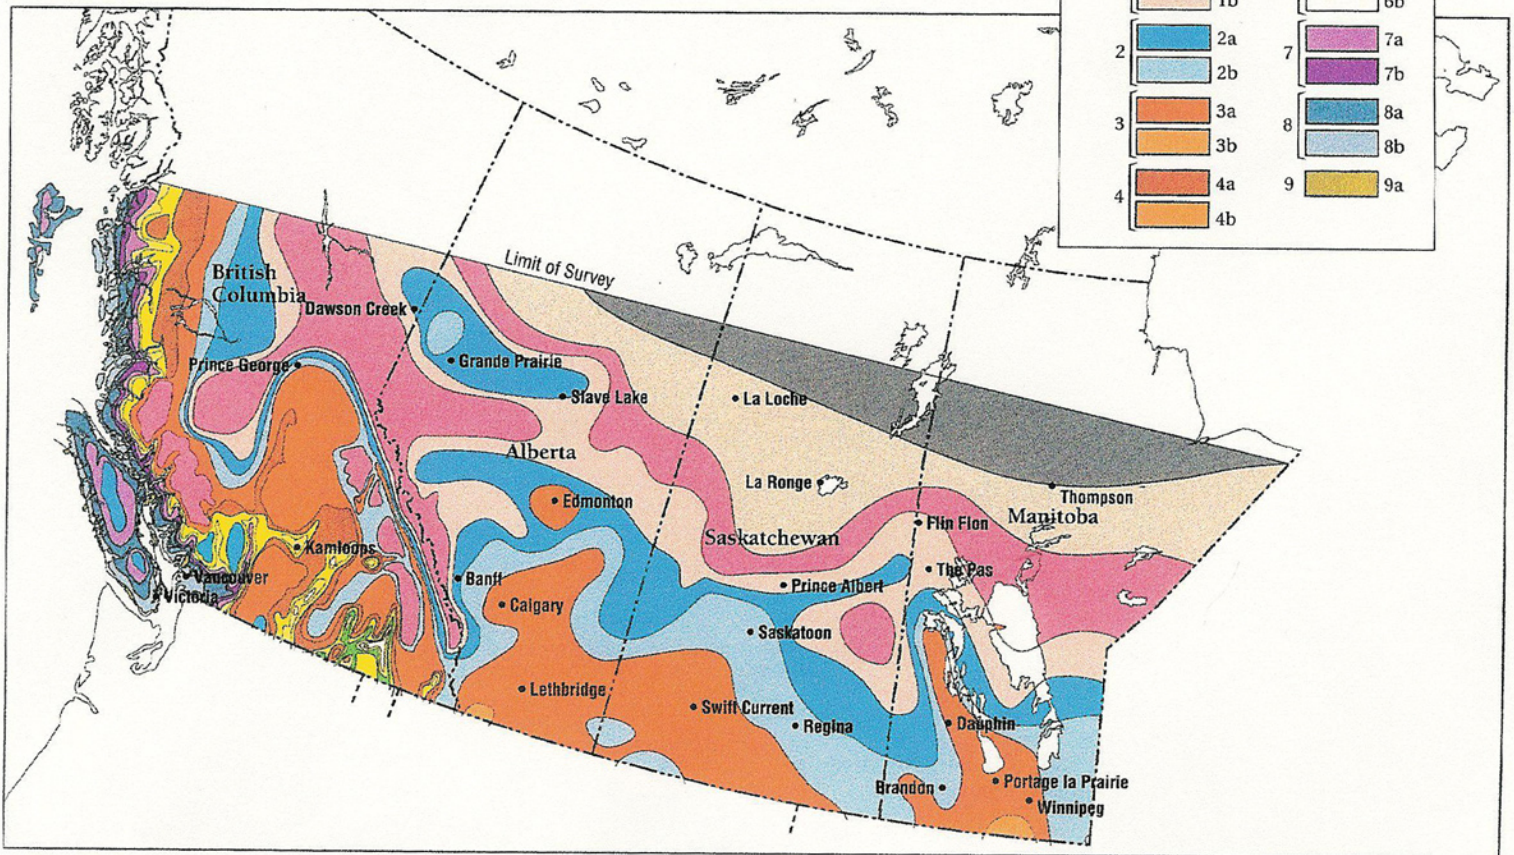 1b
6b
2
2a
2b
7
7a
7b
3
3a
3b
8
8a
8b
4
4a
4b
9
9a
Limit of Survey
British
Columbia
Dawson Creek
Prince George
Grande Prairie
Slave Lake
La Loche
Alberta
Edmonton
La Ronge
Thompson
Manitoba
Flin Flon
Saskatchewan
Kamloops
Vancouver
Victoria
Banff
Calgary
Prince Albert
The Pas
Saskatoon
Lethbridge
Swift Current
Regina
Dauphin
Brandon
Portage la Prairie
Winnipeg